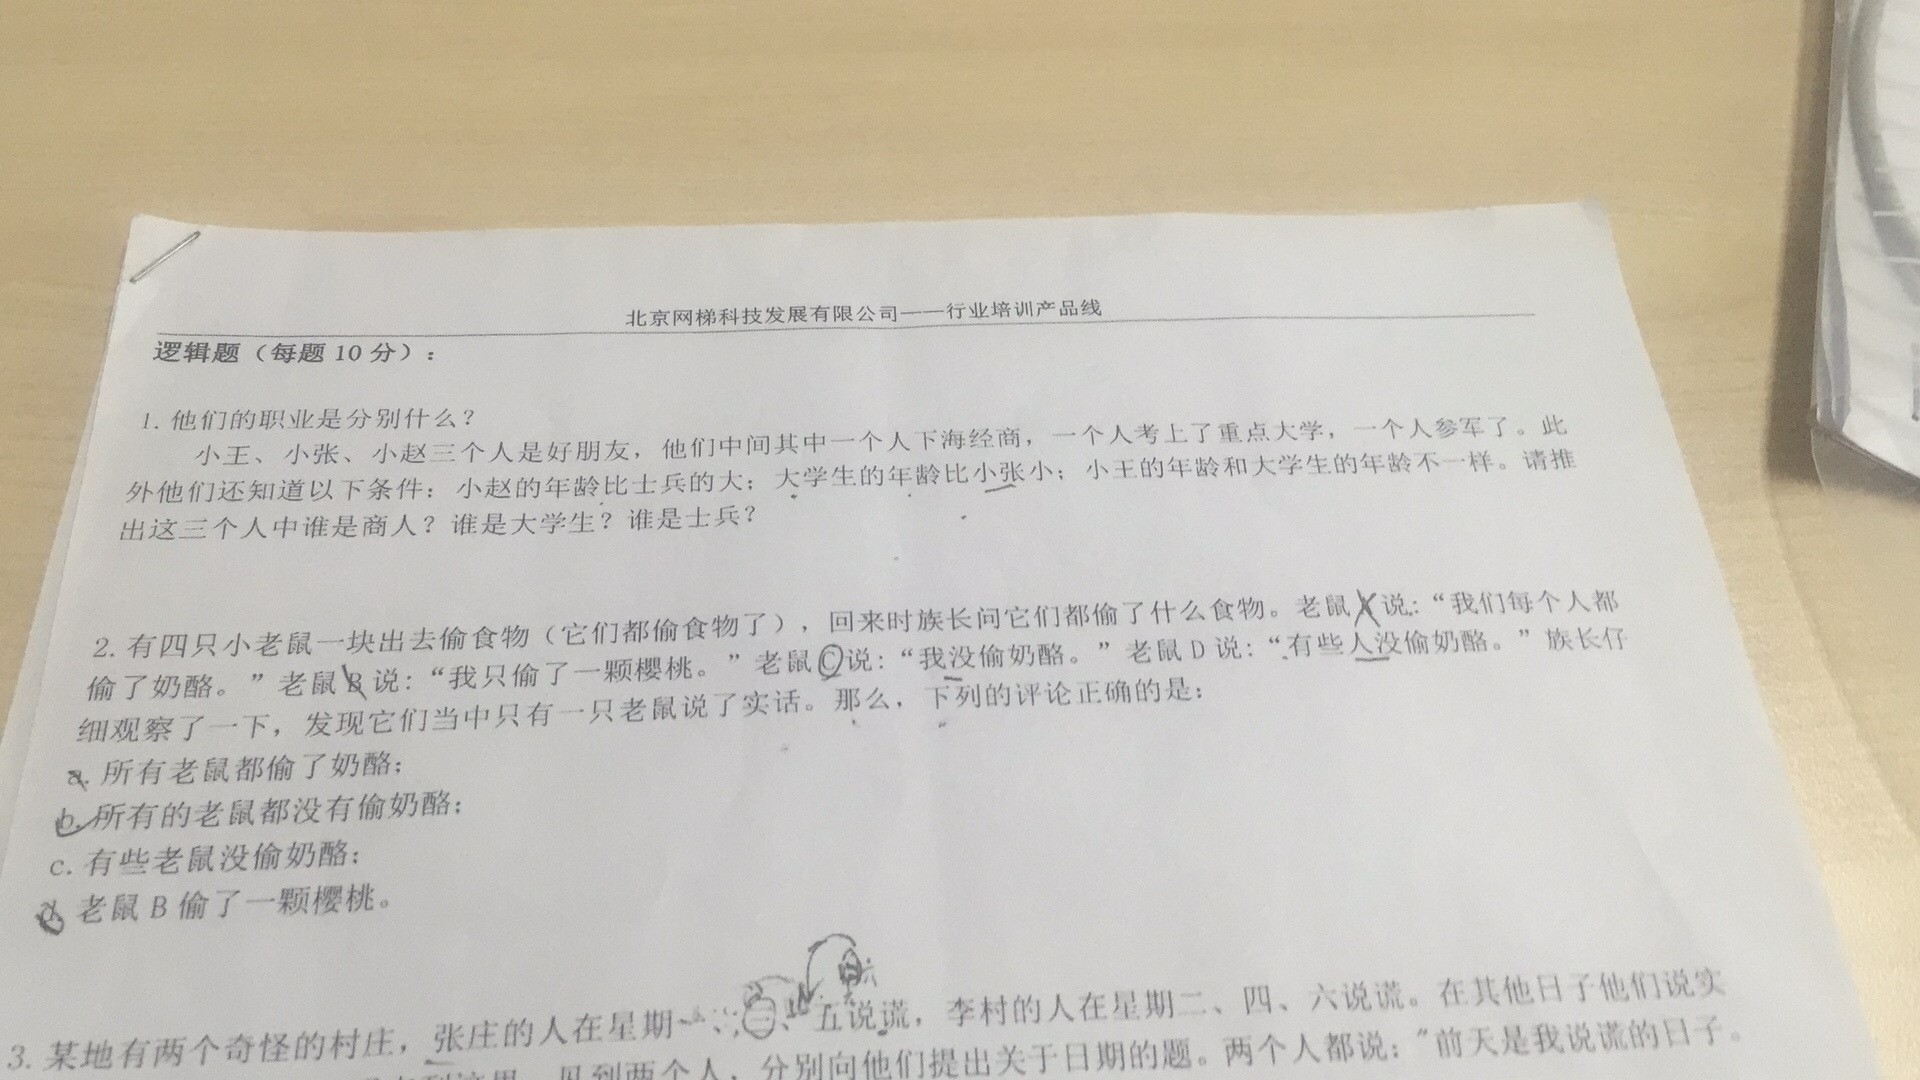 北京网梯科技发展有限公司——行业培训产品线
逻辑题（每题 10 分）：
1. 他们的职业是分别什么？
小王、小张、小赵三个人是好朋友，他们中间其中一个人下海经商，一个人考上了重点大学，一个人参军了。此
外他们还知道以下条件：小赵的年龄比士兵的大；大学生的年龄比小张小；小王的年龄和大学生的年龄不一样。请推
出这三个人中谁是商人？谁是大学生？谁是士兵？
2. 有四只小老鼠一块出去偷食物（它们都偷食物了），回来时族长问它们都偷了什么食物。老鼠 A 说：“我们每个人都
偷了奶酪。”老鼠 B 说：“我只偷了一颗樱桃。”老鼠 C 说：“我没偷奶酪。”老鼠 D 说：“有些人没偷奶酪。”族长仔
细观察了一下，发现它们当中只有一只老鼠说了实话。那么，下列的评论正确的是：
a. 所有老鼠都偷了奶酪；
b. 所有的老鼠都没有偷奶酪；
c. 有些老鼠没偷奶酪；
d. 老鼠 B 偷了一颗樱桃。
3. 某地有两个奇怪的村庄，张庄的人在星期一、三、五说谎，李村的人在星期二、四、六说谎。在其他日子他们说实
见到两个人，分别向他们提出关于日期的题。两个人都说："前天是我说谎的日子。